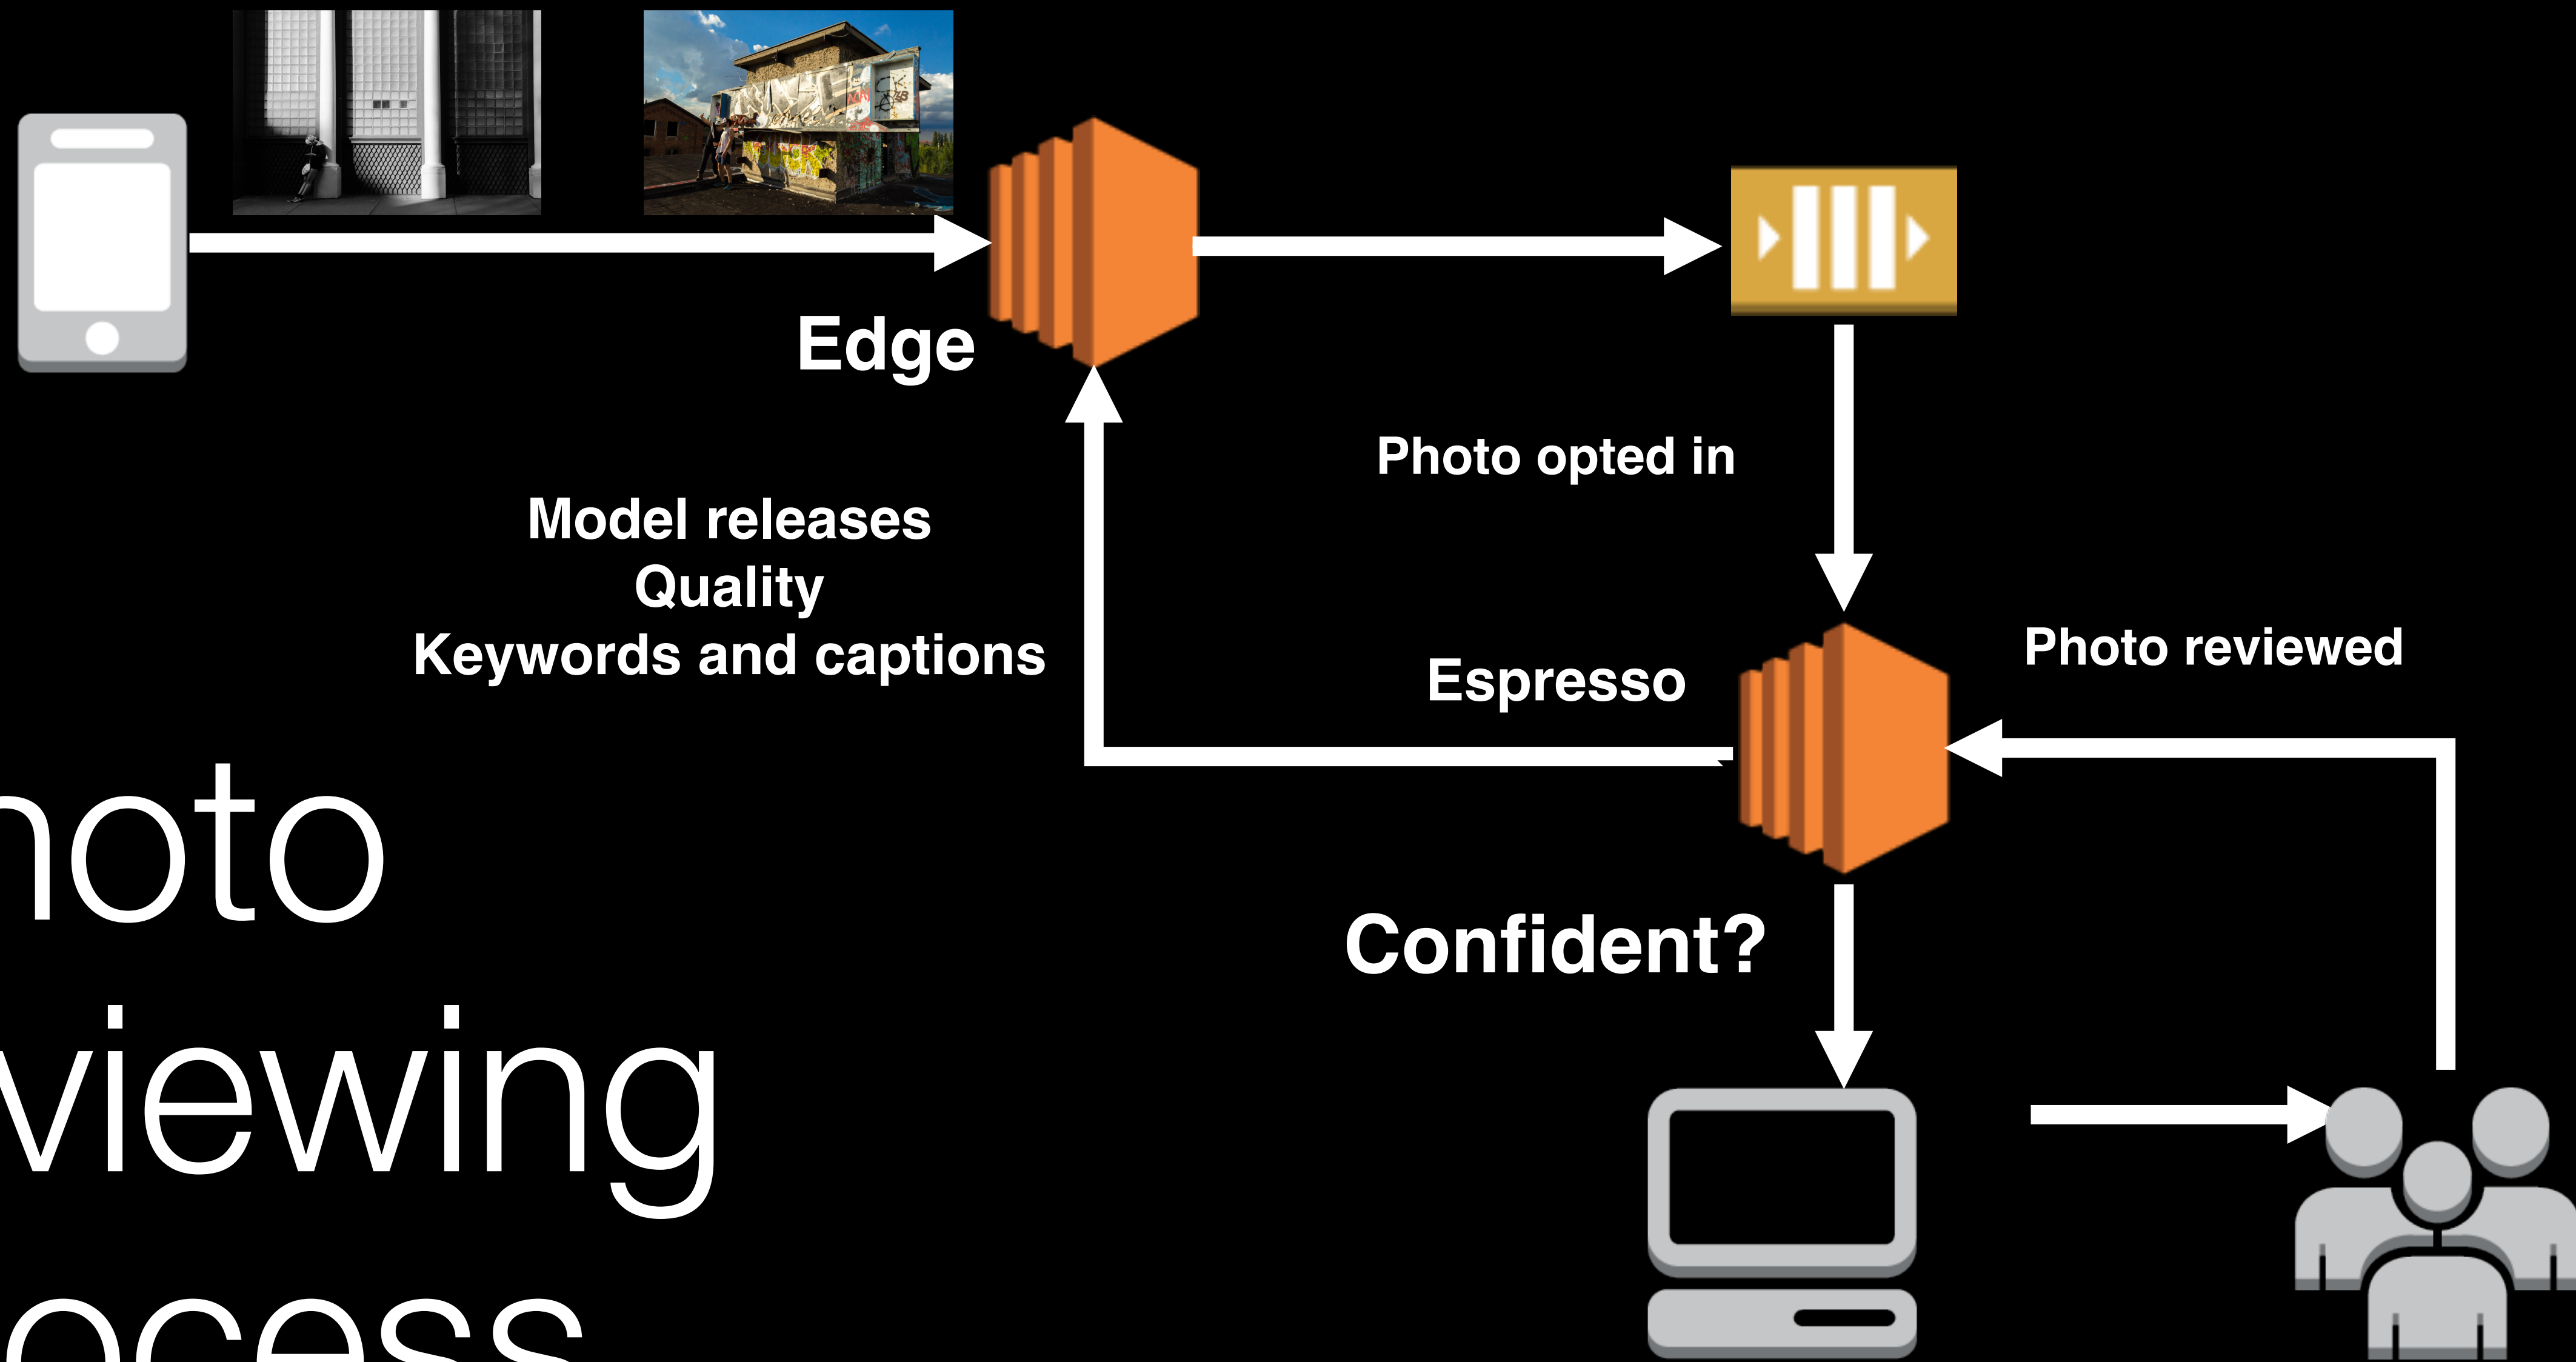 Edge
Photo opted in
Model releases
Quality
Keywords and captions
Espresso
Photo reviewed
Confident?
hoto
viewing
ocess